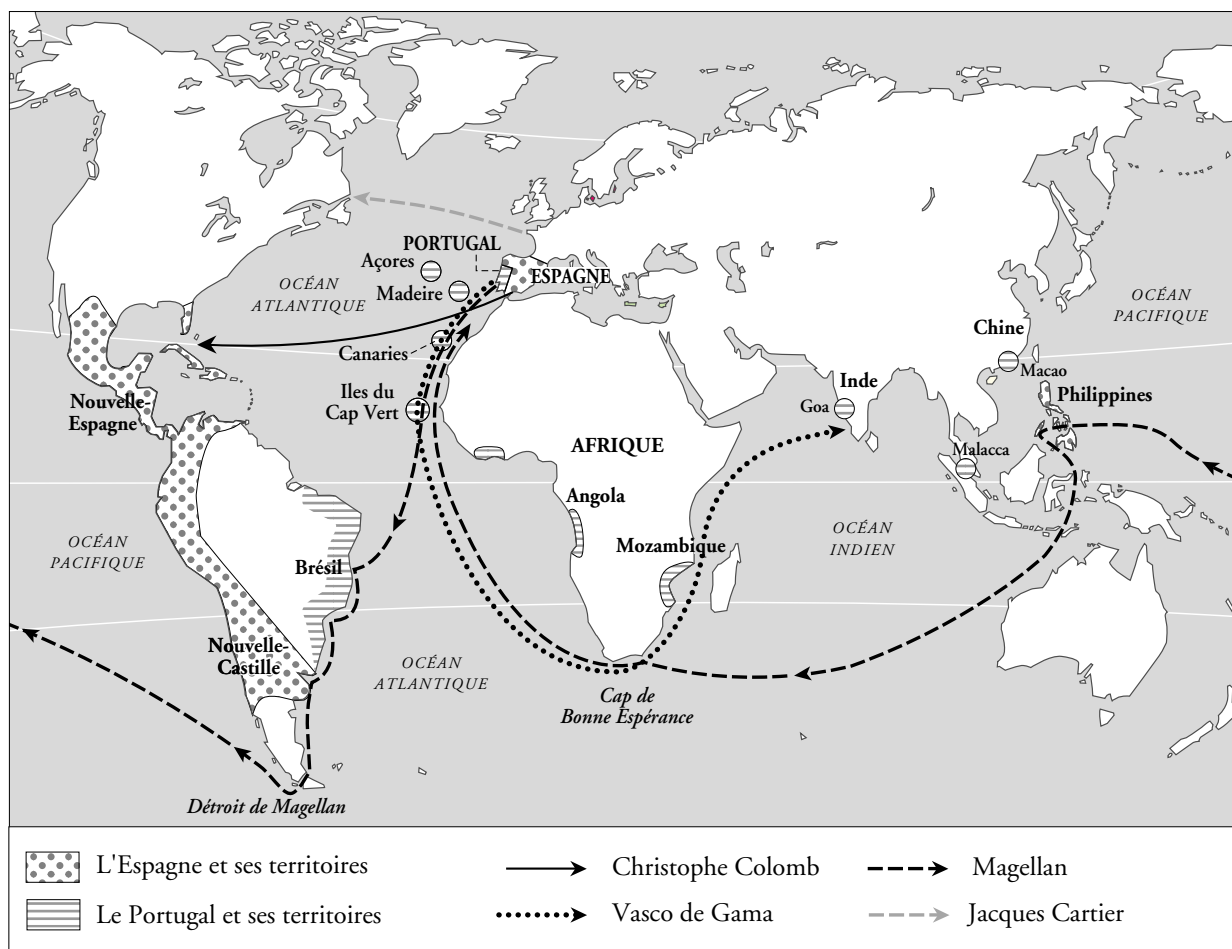 PORTUGAL
Açores
ESPAGNE
Madeire
OCÉAN
ATLANTIQUE
OCÉAN
PACIFIQUE
Chine
Canaries
Macao
Inde
Philippines
Nouvelle-
Espagne
Iles du
Cap Vert
Goa
AFRIQUE
Malacca
Angola
OCÉAN
PACIFIQUE
OCÉAN
INDIEN
Mozambique
Brésil
Nouvelle-
Castille
OCÉAN
ATLANTIQUE
Cap de
Bonne Espérance
Détroit de Magellan
L'Espagne et ses territoires
Christophe Colomb
Magellan
Le Portugal et ses territoires
Vasco de Gama
Jacques Cartier